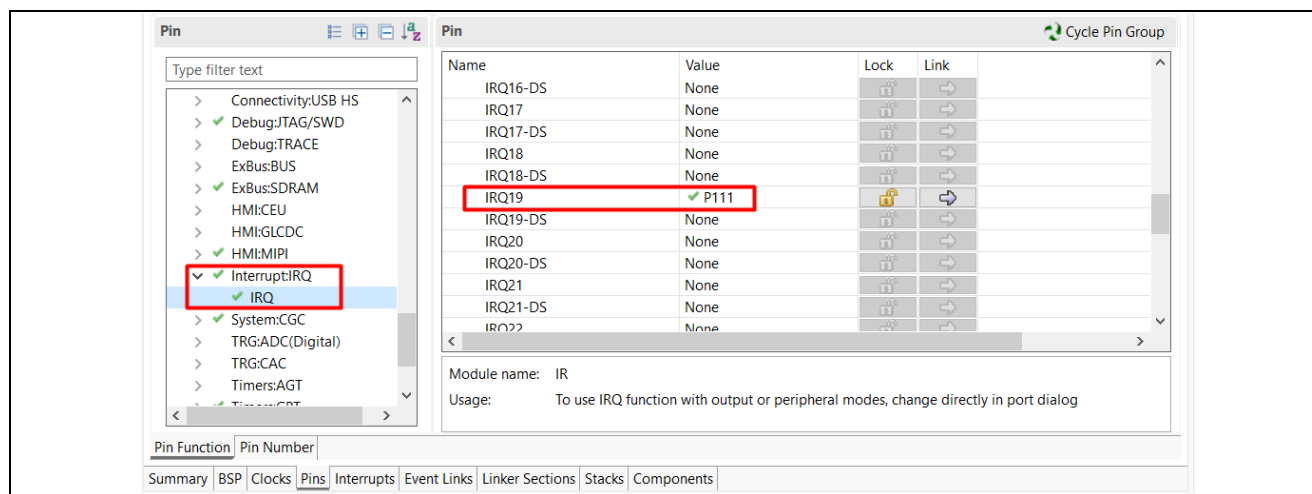 Pin
Type filter text
Connectivity:USB HS
Debug:JTAG/SWD
Debug:TRACE
ExBus:BUS
ExBus:SDRAM
HMI:CEU
HMI:GLCDC
HMI:MIPI
Interrupt:IRQ
IRQ
System:CGC
TRG:ADC(Digital)
TRG:CAC
Timers:AGT
Timers:GPT
Pin Cycle Pin Group
Name Value Lock Link
IRQ16-DS None
IRQ17 None
IRQ17-DS None
IRQ18 None
IRQ18-DS None
IRQ19 P111
IRQ19-DS None
IRQ20 None
IRQ20-DS None
IRQ21 None
IRQ21-DS None
IRQ22 None
Module name: IR
Usage: To use IRQ function with output or peripheral modes, change directly in port dialog
Pin Function Pin Number
Summary BSP Clocks Pins Interrupts Event Links Linker Sections Stacks Components